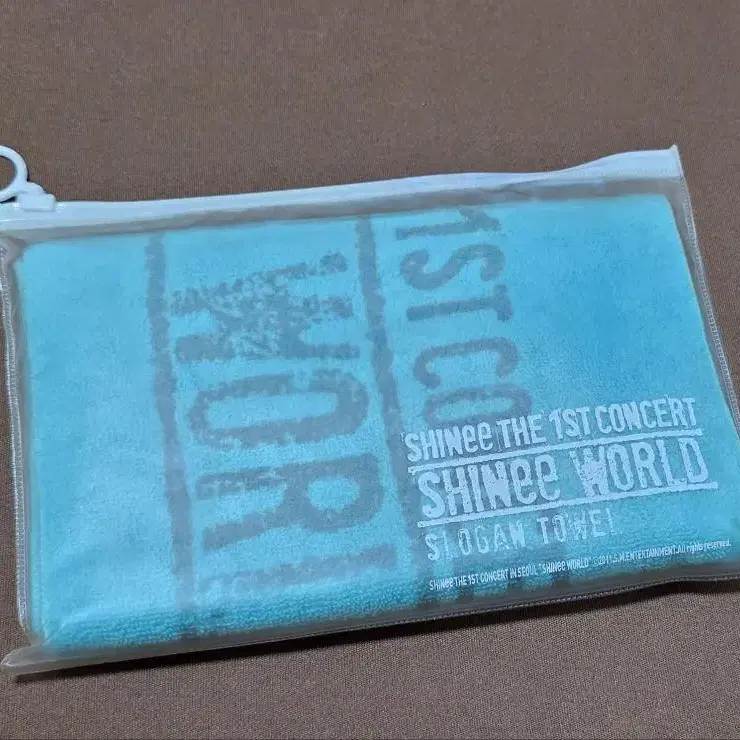 1ST CO
WORL
SHINee THE 1ST CONCERT
SHINee WORLD
SLOGAN TOWEL
SHINee THE 1ST CONCERT IN SEOUL "SHINee WORLD" ©2011 S.M.ENTERTAINMENT.All rights reserved.